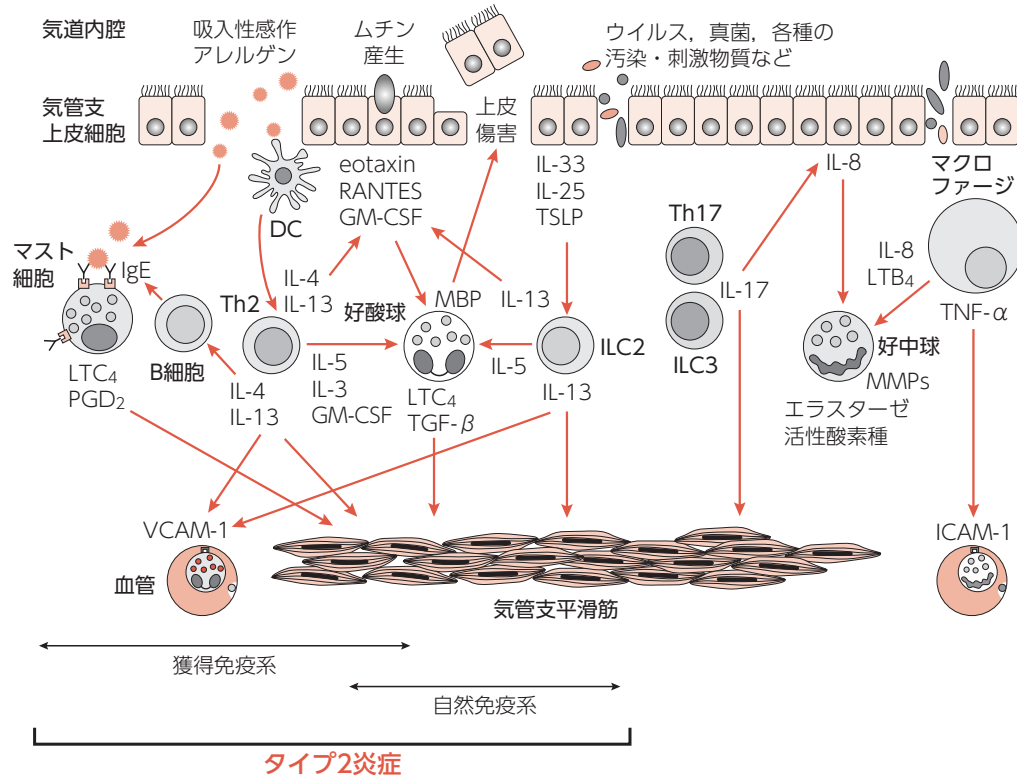 気道内腔
吸入性感作
アレルゲン
ムチン
産生
ウイルス，真菌，各種の
汚染・刺激物質など
気管支
上皮細胞
上皮
傷害
eotaxin
RANTES
GM-CSF
IL-33
IL-25
TSLP
IL-8
マクロ
ファージ
DC
Th17
マスト
細胞
IgE
IL-4
IL-13
Th2
好酸球
MBP
IL-13
IL-17
IL-8
LTB₄
TNF-α
B細胞
IL-5
IL-3
GM-CSF
IL-5
ILC2
ILC3
好中球
MMPs
エラスターゼ
活性酸素種
LTC₄
PGD₂
IL-4
IL-13
LTC₄
TGF-β
IL-13
VCAM-1
ICAM-1
血管
気管支平滑筋
獲得免疫系
自然免疫系
タイプ2炎症